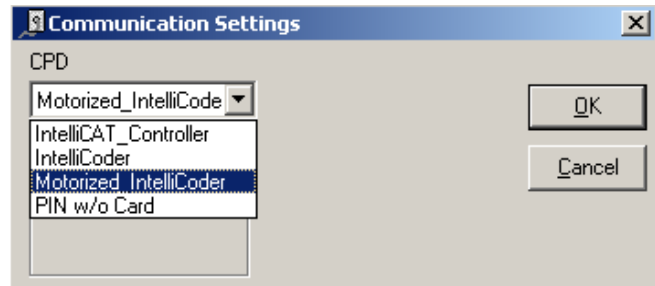 Communication Settings
CPD
Motorized_IntelliCode
OK
IntelliCAT_Controller
IntelliCoder
Motorized_IntelliCoder
Cancel
PIN w/o Card